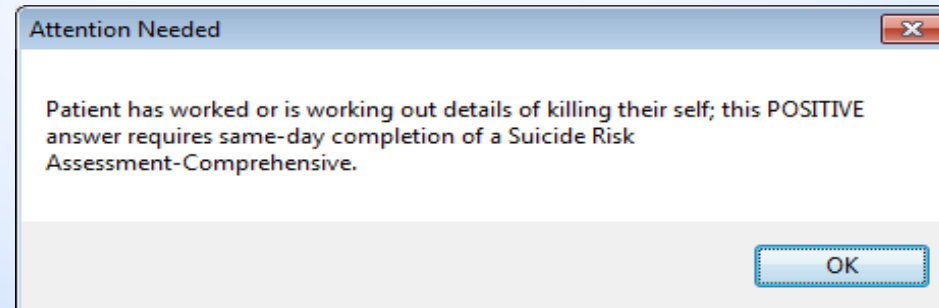 Attention Needed
Patient has worked or is working out details of killing their self; this POSITIVE
answer requires same-day completion of a Suicide Risk
Assessment-Comprehensive.
OK